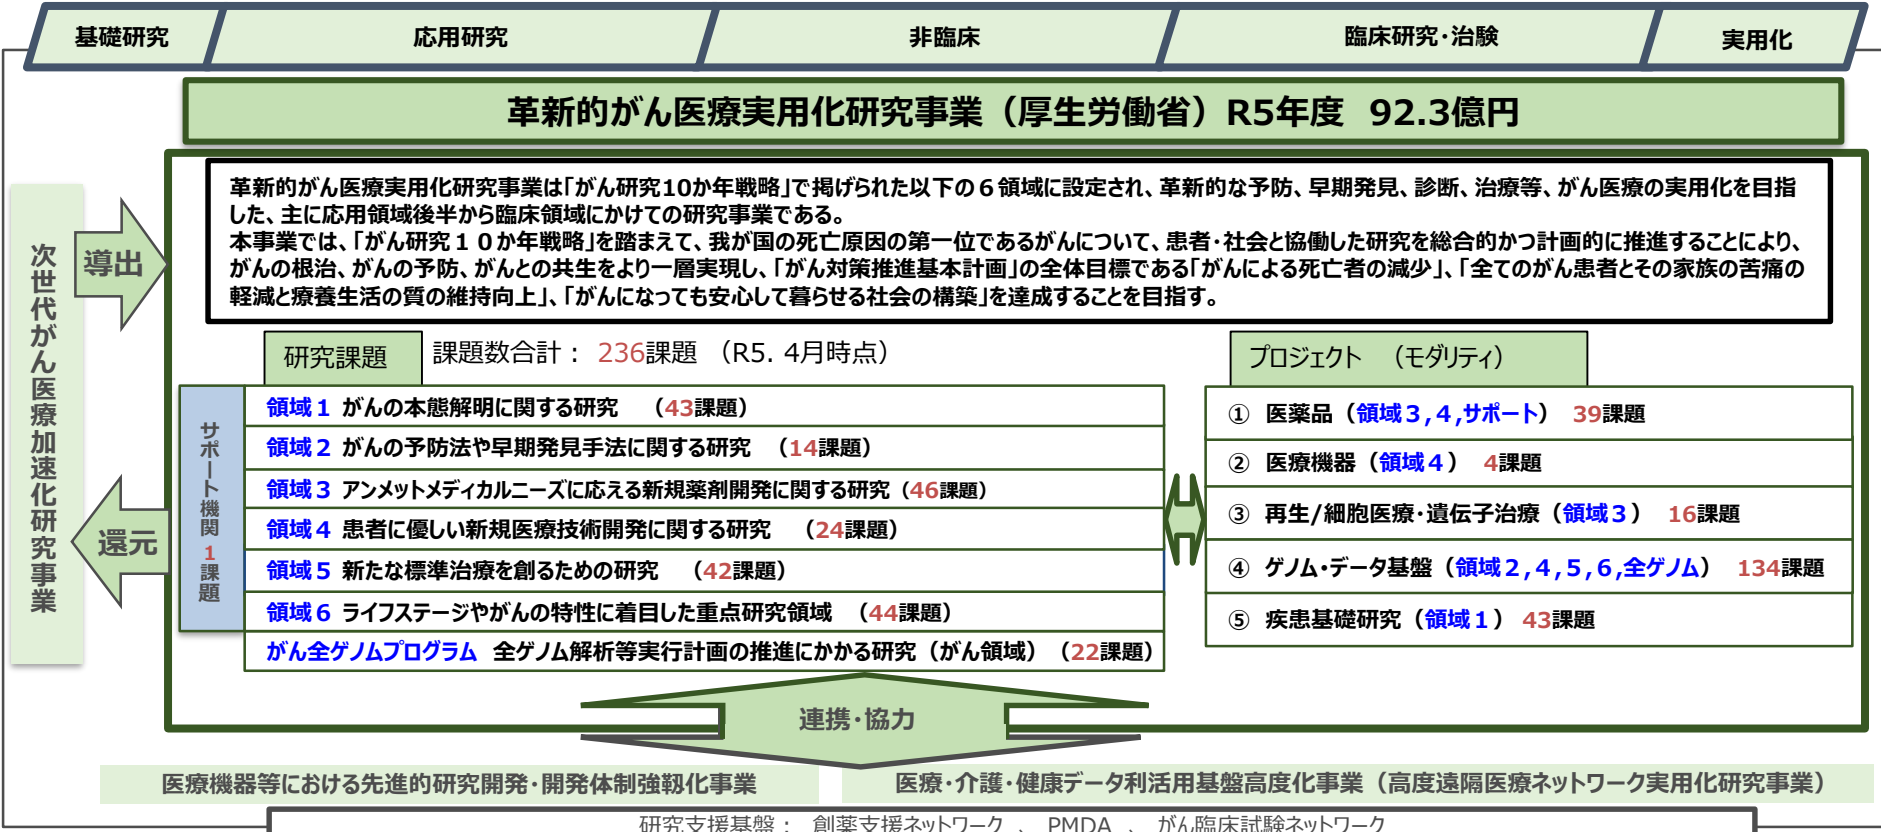 基礎研究
応用研究
非臨床
臨床研究・治験
実用化
革新的がん医療実用化研究事業（厚生労働省）R5年度 92.3億円
革新的がん医療実用化研究事業は「がん研究10か年戦略」で掲げられた以下の６領域に設定され、革新的な予防、早期発見、診断、治療等、がん医療の実用化を目指
した、主に応用領域後半から臨床領域にかけての研究事業である。
本事業では、「がん研究１０か年戦略」を踏まえて、我が国の死亡原因の第一位であるがんについて、患者・社会と協働した研究を総合的かつ計画的に推進することにより、
がんの根治、がんの予防、がんとの共生をより一層実現し、「がん対策推進基本計画」の全体目標である「がんによる死亡者の減少」、「全てのがん患者とその家族の苦痛の
軽減と療養生活の質の維持向上」、「がんになっても安心して暮らせる社会の構築」を達成することを目指す。
次世代がん医療加速化研究事業
導出
還元
研究課題
課題数合計： 236課題 （R5. 4月時点）
サポート機関 1課題
領域１ がんの本態解明に関する研究 （43課題）
領域２ がんの予防法や早期発見手法に関する研究 （14課題）
領域３ アンメットメディカルニーズに応える新規薬剤開発に関する研究（46課題）
領域４ 患者に優しい新規医療技術開発に関する研究 （24課題）
領域５ 新たな標準治療を創るための研究 （42課題）
領域６ ライフステージやがんの特性に着目した重点研究領域 （44課題）
がん全ゲノムプログラム 全ゲノム解析等実行計画の推進にかかる研究（がん領域）（22課題）
プロジェクト （モダリティ）
① 医薬品（領域３,４,サポート） 39課題
② 医療機器（領域４） 4課題
③ 再生/細胞医療・遺伝子治療（領域３） 16課題
④ ゲノム・データ基盤（領域２,４,５,６,全ゲノム） 134課題
⑤ 疾患基礎研究（領域１） 43課題
連携・協力
医療機器等における先進的研究開発・開発体制強靱化事業
医療・介護・健康データ利活用基盤高度化事業（高度遠隔医療ネットワーク実用化研究事業）
研究支援基盤： 創薬支援ネットワーク 、 PMDA 、 がん臨床試験ネットワーク